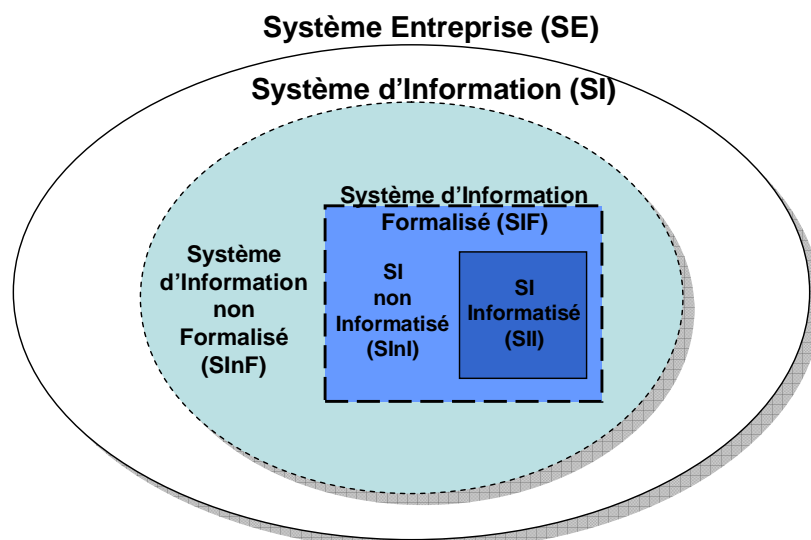 Système Entreprise (SE)
Système d’Information (SI)
Système d’Information
Formalisé (SIF)
Système
d’Information
non
Formalisé
(SInF)
SI
non
Informatisé
(SInI)
SI
Informatisé
(SII)